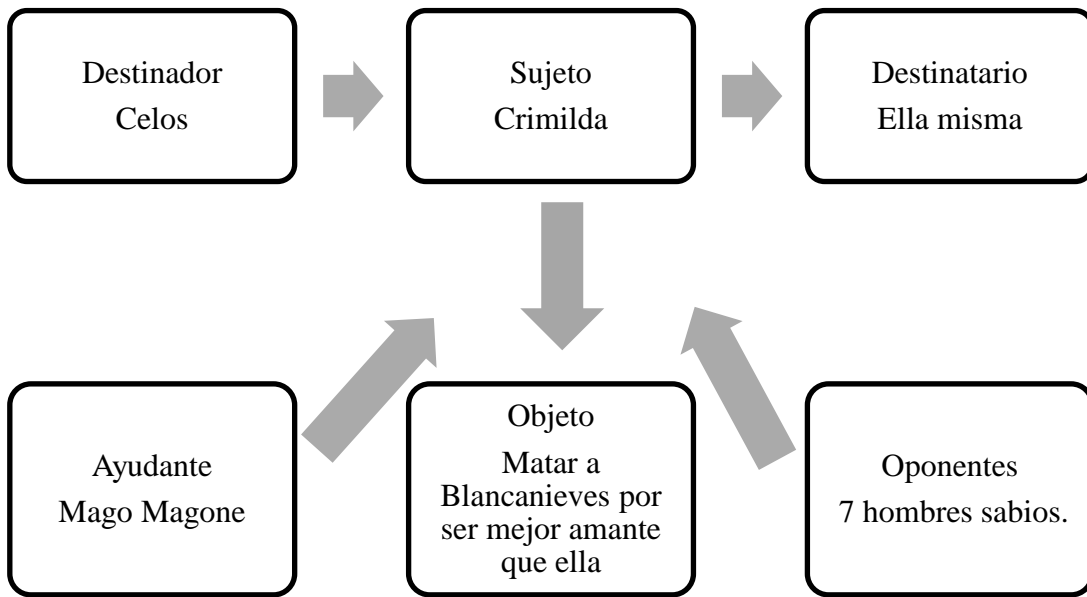 Destinador
Celos
Sujeto
Crimilda
Destinatario
Ella misma
Ayudante
Mago Magone
Objeto
Matar a
Blancanieves por
ser mejor amante
que ella
Oponentes
7 hombres sabios.